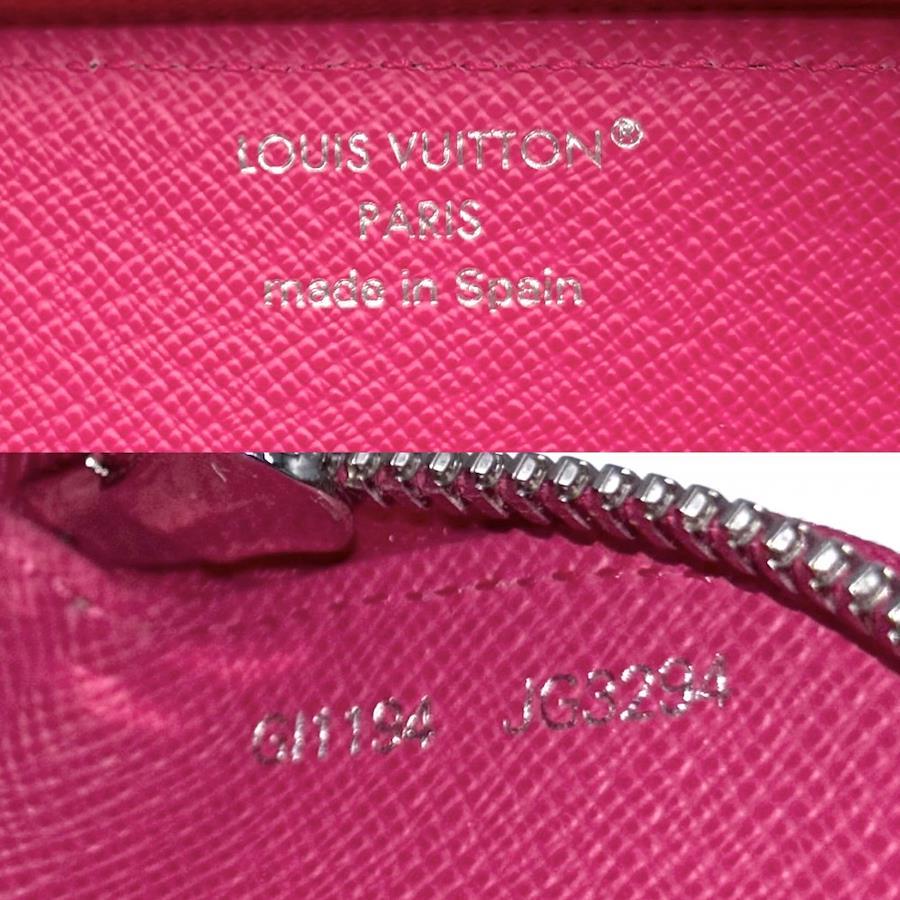 LOUIS VUITTON®
PARIS
made in Spain
GI1194 JG3294